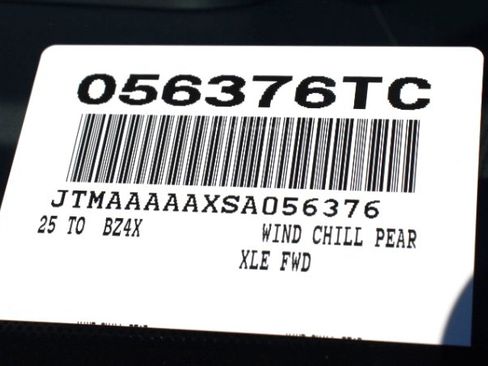 056376TC
JTMAAAAAXSA056376
25 TO BZ4X WIND CHILL PEAR
XLE FWD